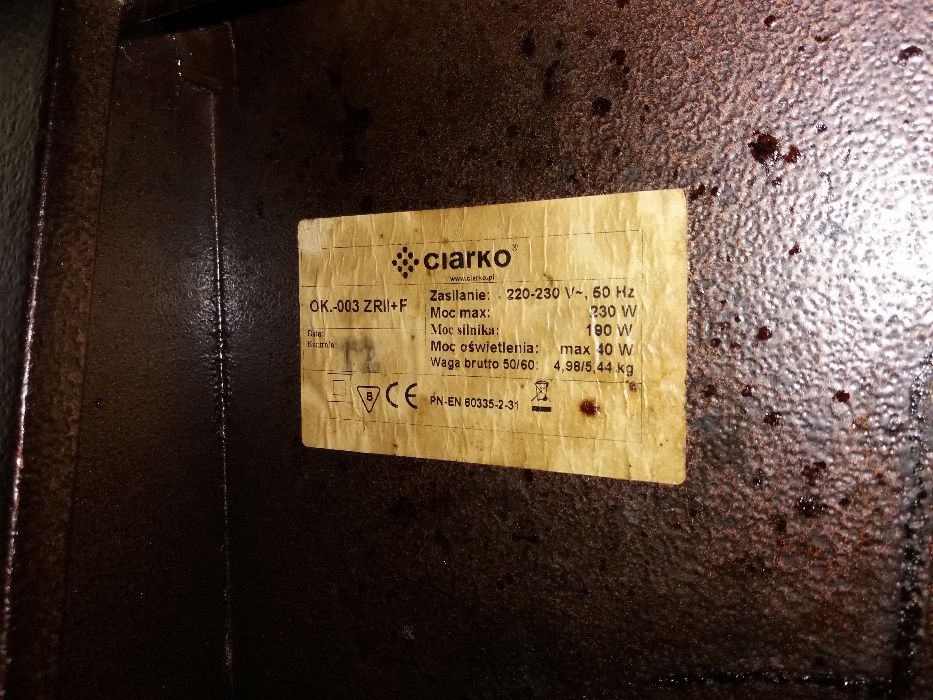 ciarko®
www.ciarko.pl
OK.-003 ZRII+F
Zasilanie: 220-230 V~, 50 Hz
Moc max: 230 W
Moc silnika: 190 W
Moc oświetlenia: max 40 W
Waga brutto 50/60: 4,98/5,44 kg
Data:
Kontrola:
B CE PN-EN 60335-2-31